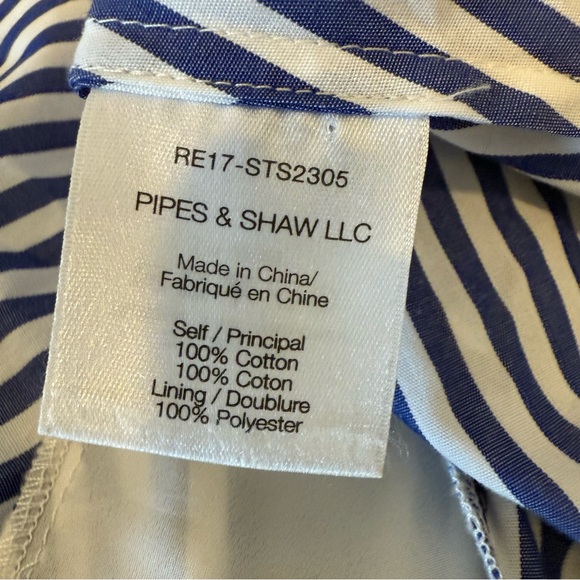 RE17-STS2305
PIPES & SHAW LLC
Made in China/
Fabriqué en Chine
Self / Principal
100% Cotton
100% Coton
Lining / Doublure
100% Polyester